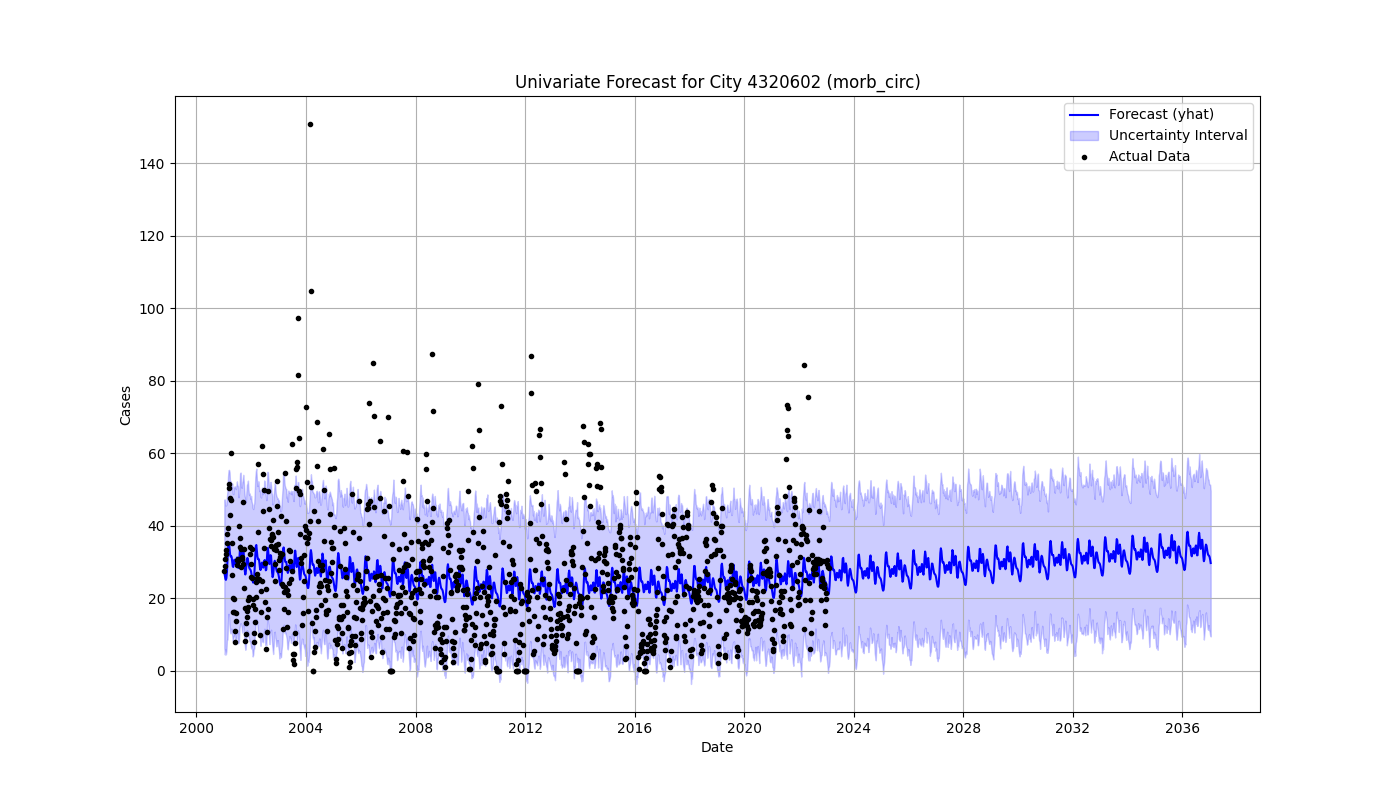 Univariate Forecast for City 4320602 (morb_circ)
Forecast (yhat)
Uncertainty Interval
Actual Data
Cases
140
120
100
80
60
40
20
0
2000 2004 2008 2012 2016 2020 2024 2028 2032 2036
Date